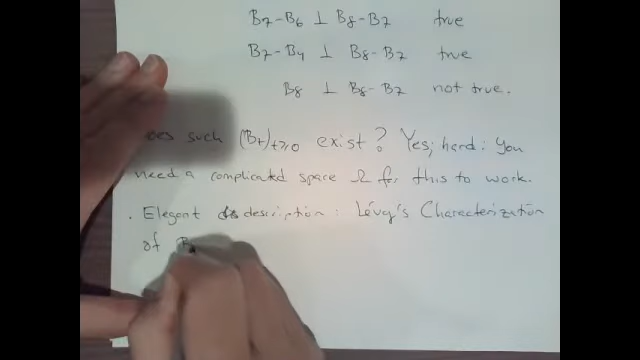 B7-B6 ⊥ B8-B7 true
B7-B4 ⊥ B8-B7 true
B8 ⊥ B8-B7 not true.
such (Bt)t≥0 exist? Yes; hard: you
need a complicated space Ω for this to work.
. Elegant description: Lévy's Characterization
of B